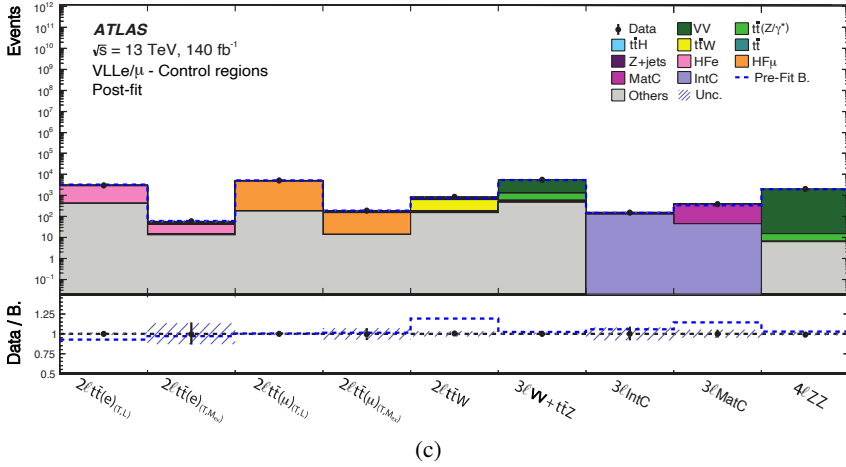 Events
10¹²
10¹¹
10¹⁰
10⁹
10⁸
10⁷
10⁶
10⁵
10⁴
10³
10²
10
1
10⁻¹
ATLAS
√s = 13 TeV, 140 fb⁻¹
VLLe/μ - Control regions
Post-fit
Data VV tt̄(Z/γ*)
tt̄H tt̄W tt̄
Z+jets HFe HFμ
MatC IntC Pre-Fit B.
Others Unc.
Data / B.
1.25
1
0.75
0.5
2ℓtt̄(e)(T,L) 2ℓtt̄(e)(T,Mex) 2ℓtt̄(μ)(T,L) 2ℓtt̄(μ)(T,Mex) 2ℓtt̄W 3ℓVV+tt̄Z 3ℓIntC 3ℓMatC 4ℓZZ
(c)